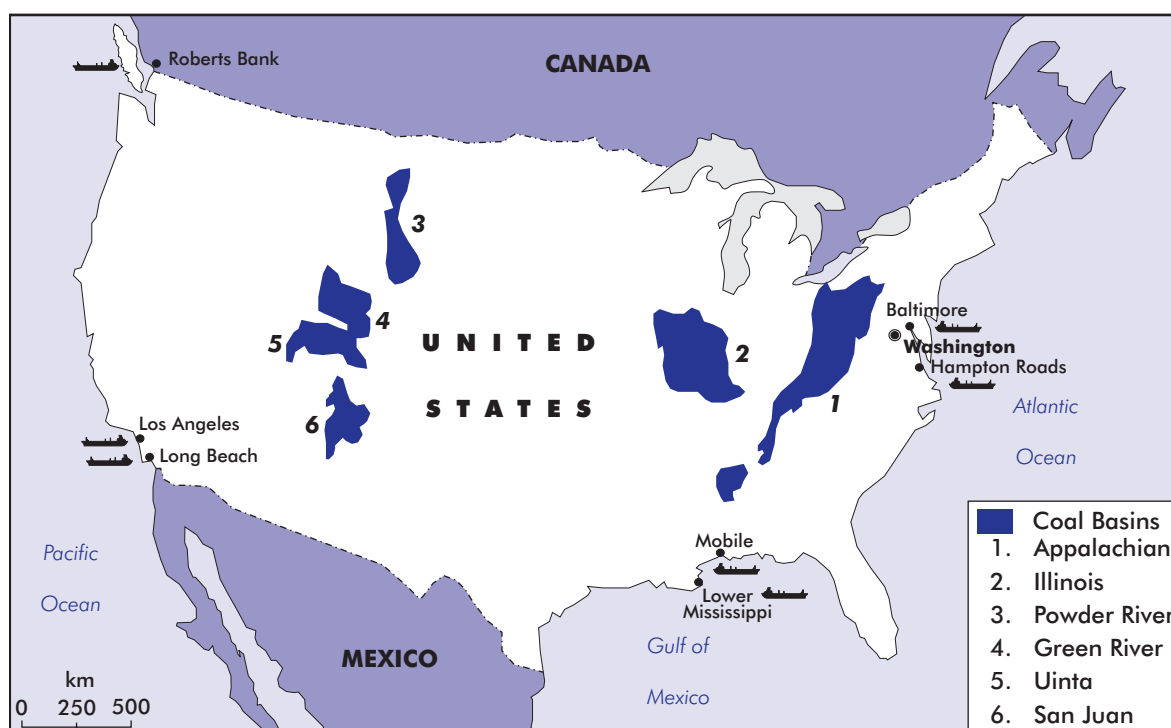 Roberts Bank
CANADA
3
4
5
UNITED
2
Baltimore
Washington
Hampton Roads
STATES
1
6
Atlantic
Ocean
Los Angeles
Long Beach
Pacific
Ocean
Mobile
Lower
Mississippi
Gulf of
Mexico
MEXICO
km
0 250 500
Coal Basins
1. Appalachian
2. Illinois
3. Powder River
4. Green River
5. Uinta
6. San Juan